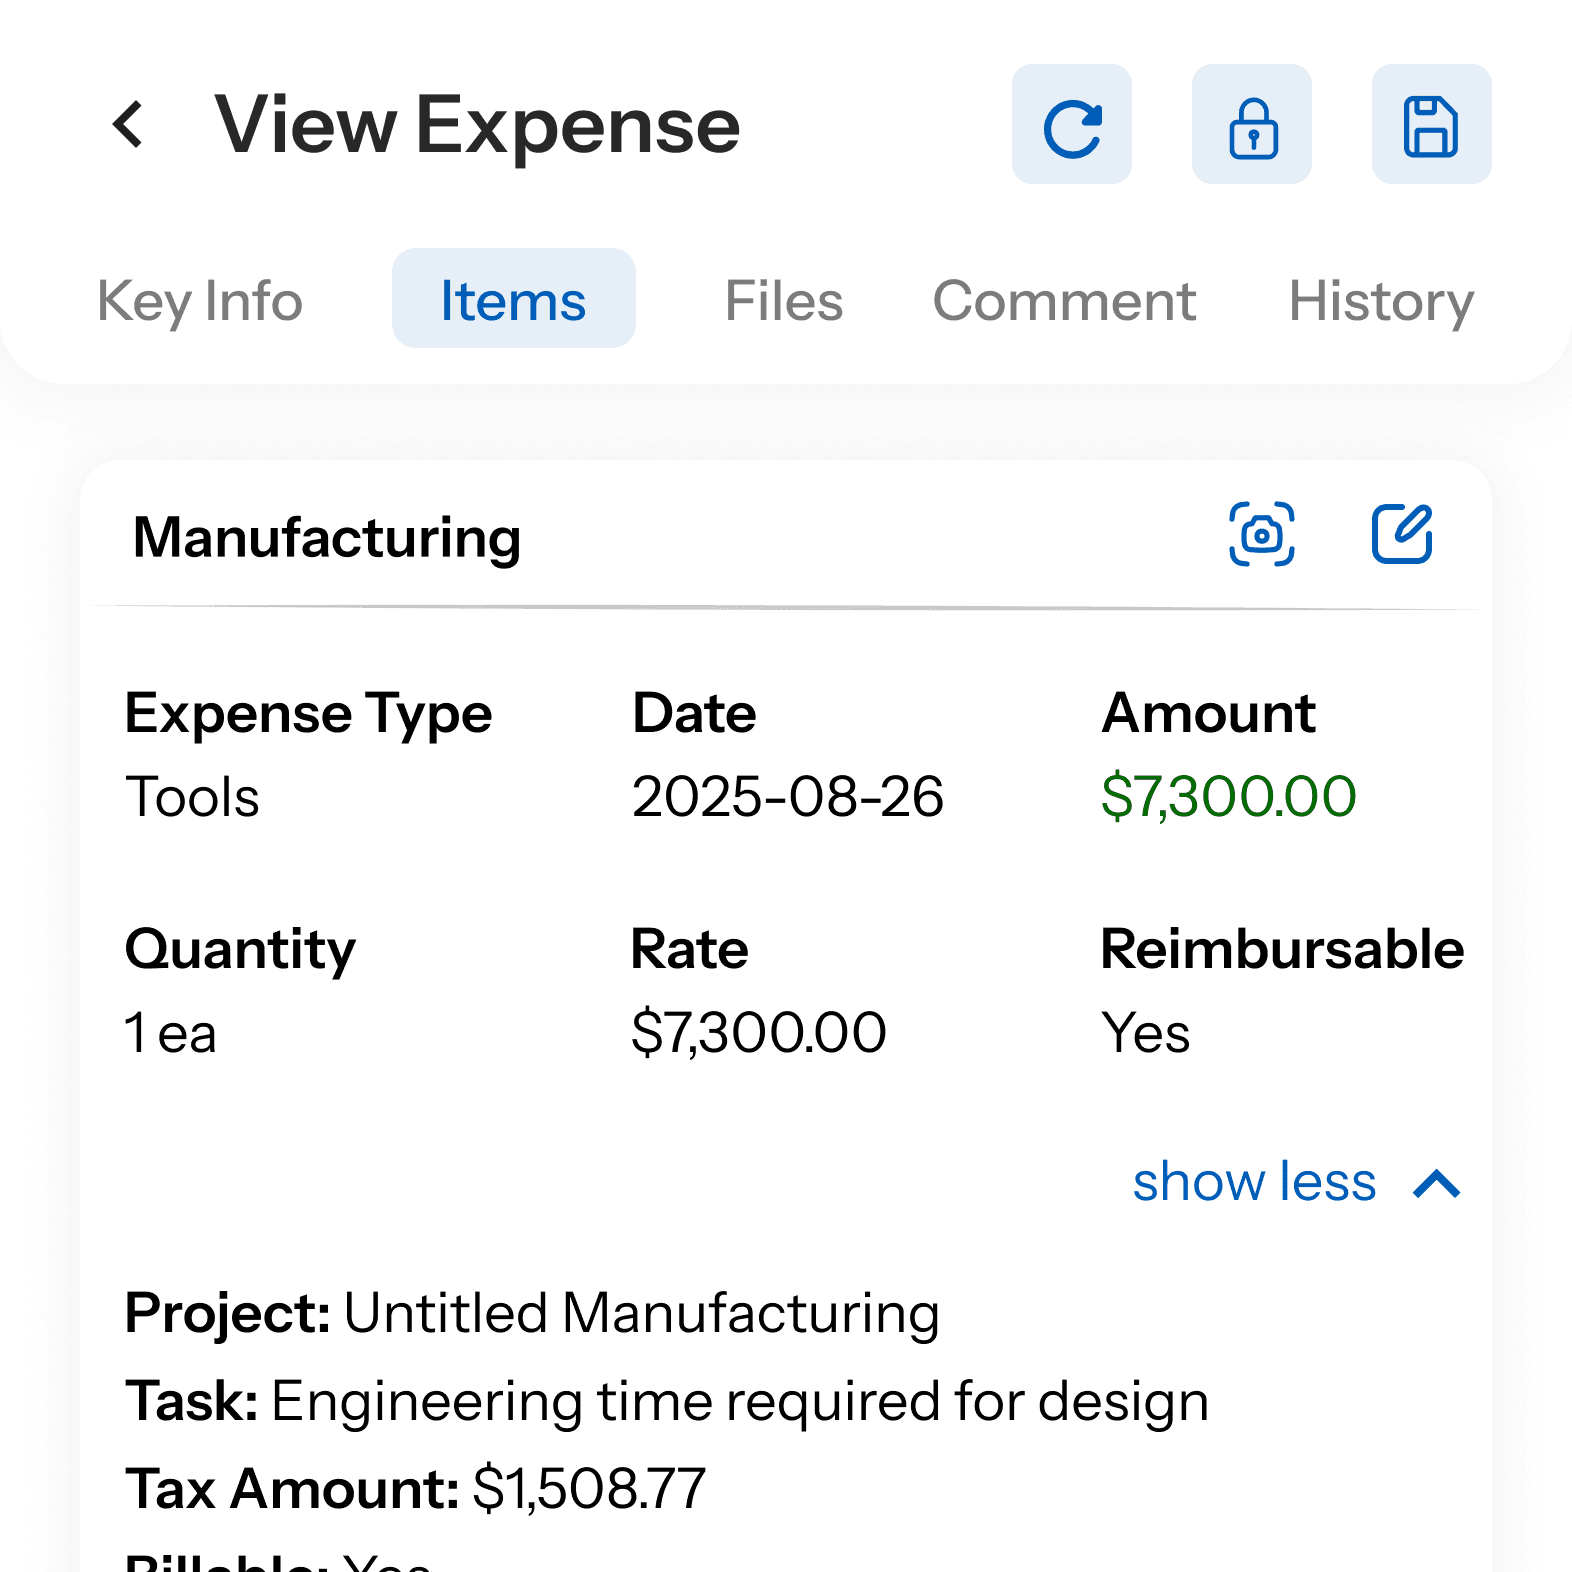 View Expense
Key Info Items Files Comment History
Manufacturing
Expense Type Date Amount
Tools 2025-08-26 $7,300.00
Quantity Rate Reimbursable
1 ea $7,300.00 Yes
show less
Project: Untitled Manufacturing
Task: Engineering time required for design
Tax Amount: $1,508.77
Billable: Yes